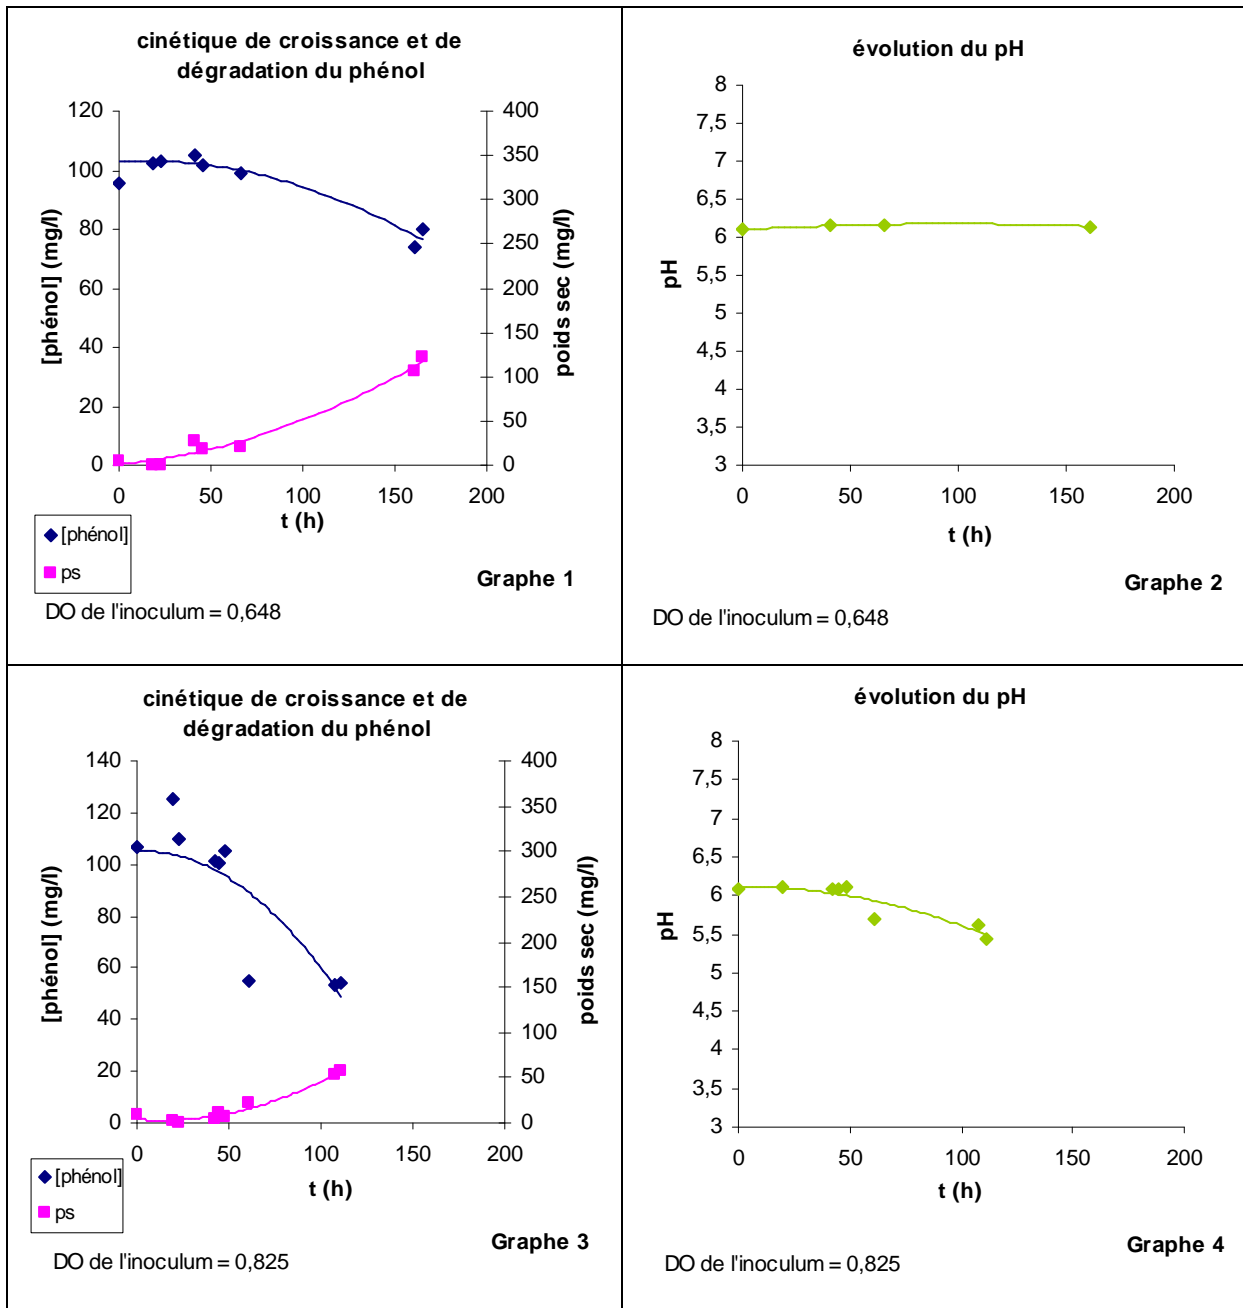 cinétique de croissance et de
dégradation du phénol
120
100
80
60
40
20
0
400
350
300
250
200
150
100
50
0
[phénol] (mg/l)
poids sec (mg/l)
0 50 100 150 200
t (h)
[phénol]
ps
Graphe 1
DO de l'inoculum = 0,648
évolution du pH
8
7,5
7
6,5
6
5,5
5
4,5
4
3,5
3
pH
0 50 100 150 200
t (h)
Graphe 2
DO de l'inoculum = 0,648
cinétique de croissance et de
dégradation du phénol
140
120
100
80
60
40
20
0
400
350
300
250
200
150
100
50
0
[phénol] (mg/l)
poids sec (mg/l)
0 50 100 150 200
t (h)
[phénol]
ps
Graphe 3
DO de l'inoculum = 0,825
évolution du pH
8
7,5
7
6,5
6
5,5
5
4,5
4
3,5
3
pH
0 50 100 150 200
t (h)
Graphe 4
DO de l'inoculum = 0,825